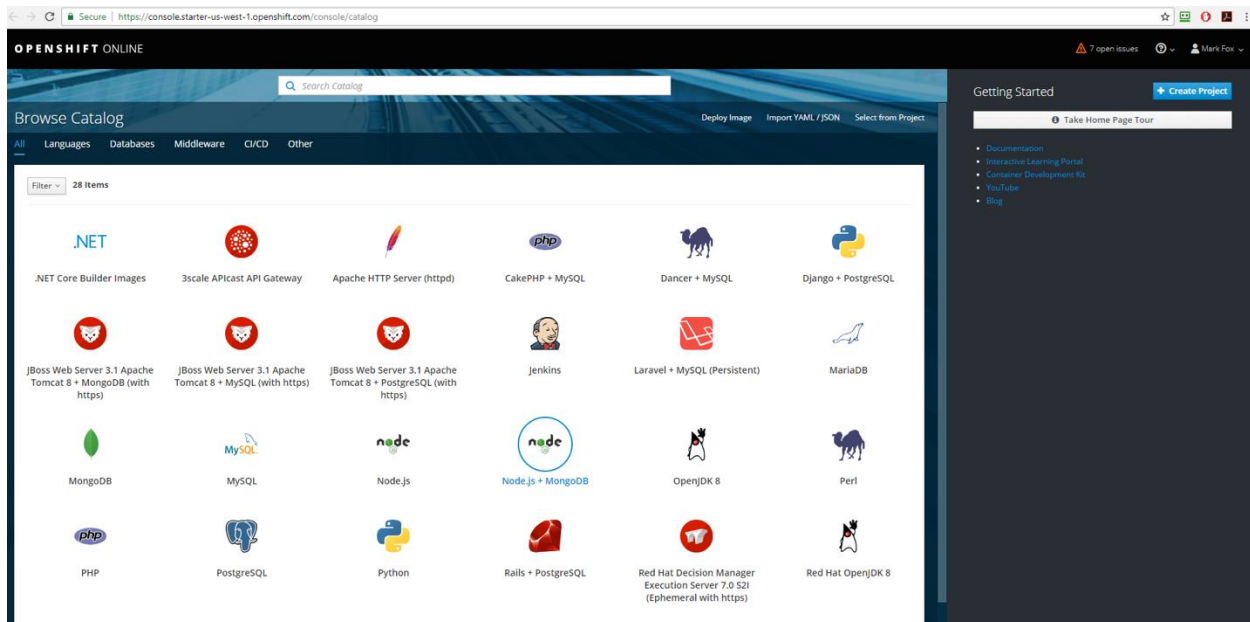 Secure | https://console.starter-us-west-1.openshift.com/console/catalog
OPENSHIFT ONLINE
7 open issues
Mark Fox
Search Catalog
Getting Started
Create Project
Browse Catalog
Deploy Image Import YAML / JSON Select from Project
Take Home Page Tour
All Languages Databases Middleware CI/CD Other
Documentation
Interactive Learning Portal
Container Development Kit
YouTube
Blog
Filter 28 Items
.NET
php
.NET Core Builder Images
3scale APIcast API Gateway
Apache HTTP Server (httpd)
CakePHP + MySQL
Dancer + MySQL
Django + PostgreSQL
JBoss Web Server 3.1 Apache
Tomcat 8 + MongoDB (with
https)
JBoss Web Server 3.1 Apache
Tomcat 8 + MySQL (with https)
JBoss Web Server 3.1 Apache
Tomcat 8 + PostgreSQL (with
https)
Jenkins
Laravel + MySQL (Persistent)
MariaDB
MySQL
node
node
MongoDB
MySQL
Node.js
Node.js + MongoDB
OpenJDK 8
Perl
php
PHP
PostgreSQL
Python
Rails + PostgreSQL
Red Hat Decision Manager
Execution Server 7.0 S2I
(Ephemeral with https)
Red Hat OpenJDK 8